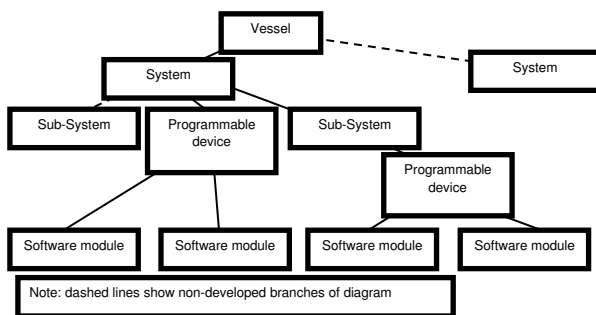 Vessel
System
System
Sub-System
Programmable
device
Sub-System
Programmable
device
Software module
Software module
Software module
Software module
Note: dashed lines show non-developed branches of diagram